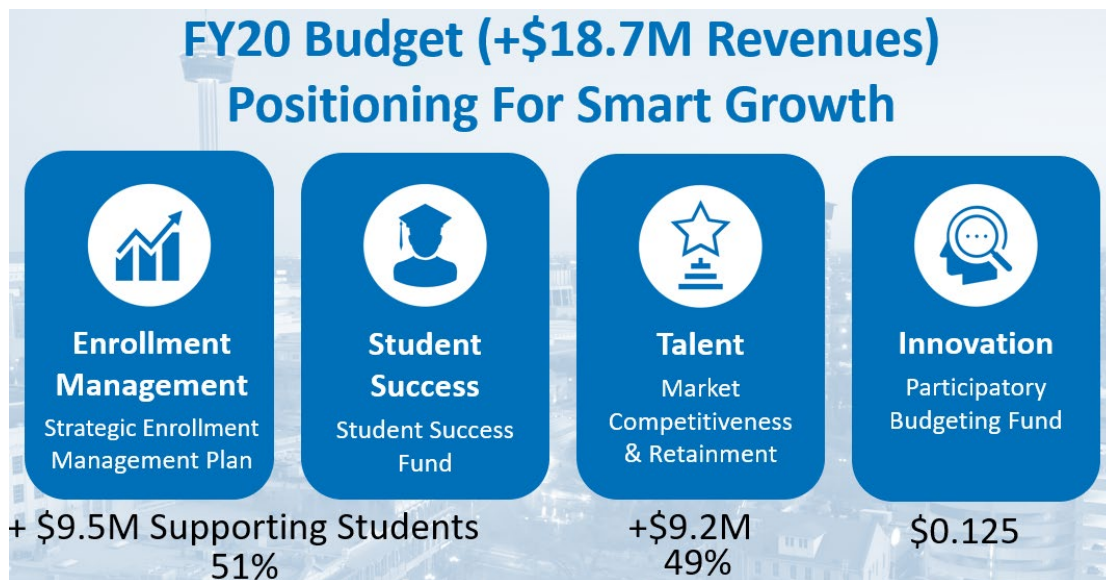 FY20 Budget (+$18.7M Revenues)
Positioning For Smart Growth
Enrollment
Management
Strategic Enrollment
Management Plan
Student
Success
Student Success
Fund
Talent
Market
Competitiveness
& Retainment
Innovation
Participatory
Budgeting Fund
+ $9.5M Supporting Students
51%
+$9.2M
49%
$0.125